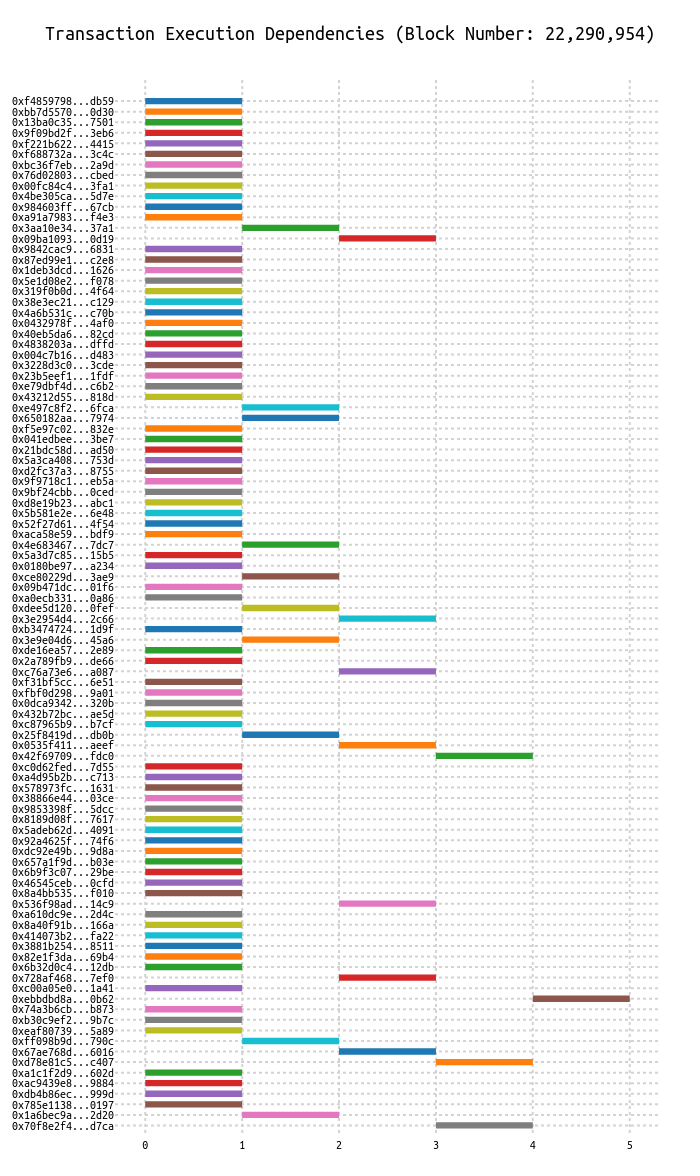 Transaction Execution Dependencies (Block Number: 22,290,954)
0xf4859798...db59
0xbb7d5570...0d30
0x13ba0c35...7501
0x9f09bd2f...3eb6
0xf221b622...4415
0xf688732a...3c4c
0xbc36f7eb...2a9d
0x76d02803...cbed
0x00fc84c4...3fa1
0x4be305ca...5d7e
0x984603ff...67cb
0xa91a7983...f4e3
0x3aa10e34...37a1
0x09ba1093...0d19
0x9842cac9...6831
0x87ed99e1...c2e8
0x1deb3dcd...1626
0x5e1d08e2...f078
0x319f0b0d...4f64
0x38e3ec21...c129
0x4a6b531c...c70b
0x0432978f...4af0
0x40eb5da6...82cd
0x4838203a...dffd
0x004c7b16...d483
0x3228d3c0...3cde
0x23b5eef1...1fdf
0xe79dbf4d...c6b2
0x43212d55...818d
0xe497c8f2...6fca
0x650182aa...7974
0xf5e97c02...832e
0x041edbee...3be7
0x21bdc58d...ad50
0x5a3ca408...753d
0xd2fc37a3...8755
0x9f9718c1...eb5a
0x9bf24cbb...0ced
0xd8e19b23...abc1
0x5b581e2e...6e48
0x52f27d61...4f54
0xaca58e59...bdf9
0x4e683467...7dc7
0x5a3d7c85...15b5
0x0180be97...a234
0xce80229d...3ae9
0x09b471dc...01f6
0xa0ecb331...0a86
0xdee5d120...0fef
0x3e2954d4...2c66
0xb3474724...1d9f
0x3e9e04d6...45a6
0xde16ea57...2e89
0x2a789fb9...de66
0xc76a73e6...a087
0xf31bf5cc...6e51
0xfbf0d298...9a01
0x0dca9342...320b
0x432b72bc...ae5d
0xc87965b9...b7cf
0x25f8419d...db0b
0x0535f411...aeef
0x42f69709...fdc0
0xc0d62fed...7d55
0xa4d95b2b...c713
0x578973fc...1631
0x38866e44...03ce
0x9853398f...5dcc
0x8189d08f...7617
0x5adeb62d...4091
0x92a4625f...74f6
0xdc92e49b...9d8a
0x657a1f9d...b03e
0x6b9f3c07...29be
0x46545ceb...0cfd
0x8a4bb535...f010
0x536f98ad...14c9
0xa610dc9e...2d4c
0x8a40f91b...166a
0x414073b2...fa22
0x3881b254...8511
0x82e1f3da...69b4
0x6b32d0c4...12db
0x728af468...7ef0
0xc00a05e0...1a41
0xebbdbd8a...0b62
0x74a3b6cb...b873
0xb30c9ef2...9b7c
0xeaf80739...5a89
0xff098b9d...790c
0x67ae768d...6016
0xd78e81c5...c407
0xa1c1f2d9...602d
0xac9439e8...9884
0xdb4b86ec...999d
0x785e1138...0197
0x1a6bec9a...2d20
0x70f8e2f4...d7ca
0 1 2 3 4 5